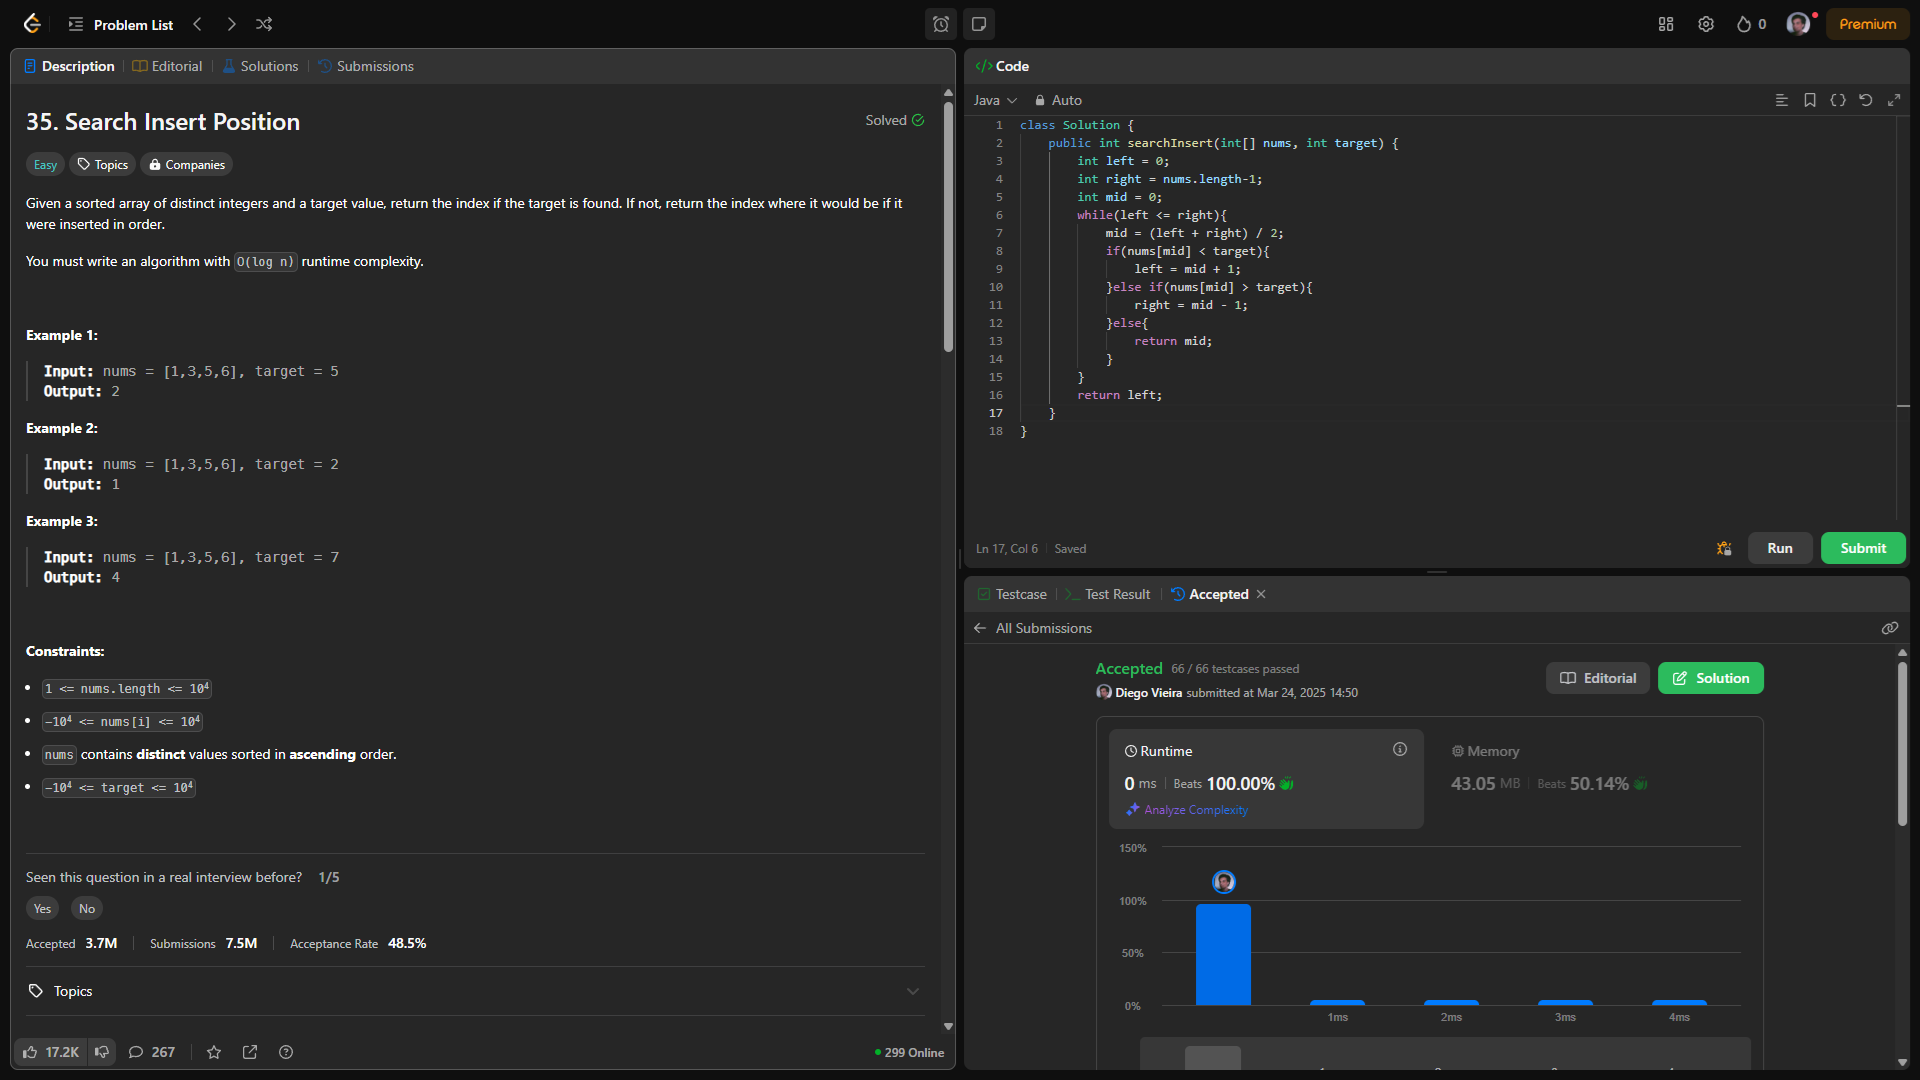 Problem List
0
Premium
Description
Editorial
Solutions
Submissions
35. Search Insert Position
Solved
Easy
Topics
Companies
Given a sorted array of distinct integers and a target value, return the index if the target is found. If not, return the index where it would be if it
were inserted in order.
You must write an algorithm with O(log n) runtime complexity.
Example 1:
Input: nums = [1,3,5,6], target = 5
Output: 2
Example 2:
Input: nums = [1,3,5,6], target = 2
Output: 1
Example 3:
Input: nums = [1,3,5,6], target = 7
Output: 4
Constraints:
1 <= nums.length <= 10⁴
-10⁴ <= nums[i] <= 10⁴
nums contains distinct values sorted in ascending order.
-10⁴ <= target <= 10⁴
Seen this question in a real interview before? 1/5
Yes No
Accepted 3.7M Submissions 7.5M Acceptance Rate 48.5%
Topics
17.2K
267
299 Online
</> Code
Java
Auto
1 class Solution {
2 public int searchInsert(int[] nums, int target) {
3 int left = 0;
4 int right = nums.length-1;
5 int mid = 0;
6 while(left <= right){
7 mid = (left + right) / 2;
8 if(nums[mid] < target){
9 left = mid + 1;
10 }else if(nums[mid] > target){
11 right = mid - 1;
12 }else{
13 return mid;
14 }
15 }
16 return left;
17 }
18 }
Ln 17, Col 6 Saved
Run
Submit
Testcase
Test Result
Accepted
All Submissions
Accepted 66 / 66 testcases passed
Diego Vieira submitted at Mar 24, 2025 14:50
Editorial
Solution
Runtime
0 ms Beats 100.00%
Analyze Complexity
Memory
43.05 MB Beats 50.14%
150%
100%
50%
0%
1ms 2ms 3ms 4ms